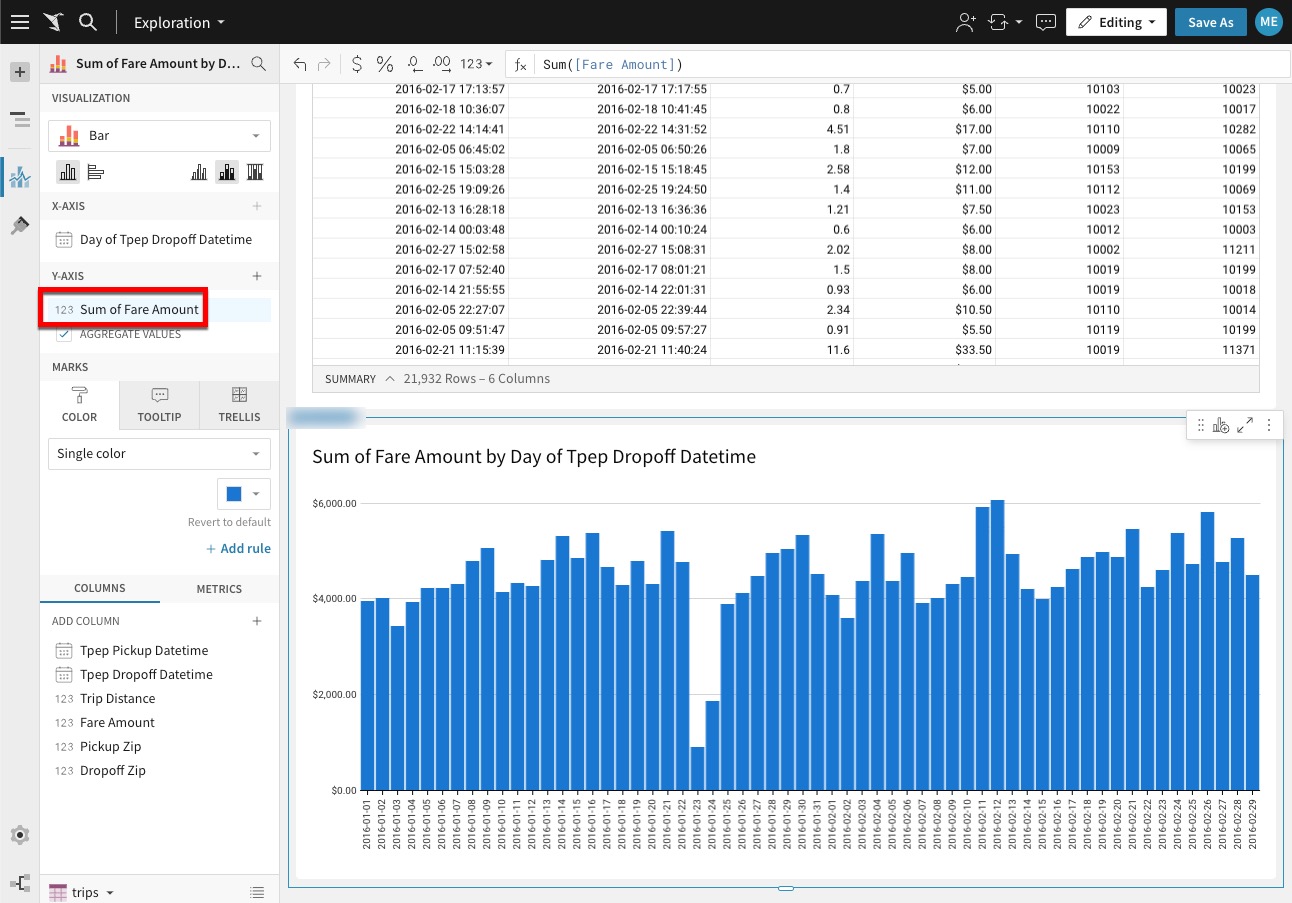 Exploration
Editing
Save As
ME
Sum of Fare Amount by D...
$ % .0 .00 123
fx Sum([Fare Amount])
VISUALIZATION
Bar
X-AXIS
Day of Tpep Dropoff Datetime
Y-AXIS
123 Sum of Fare Amount
AGGREGATE VALUES
MARKS
COLOR TOOLTIP TRELLIS
Single color
Revert to default
+ Add rule
COLUMNS METRICS
ADD COLUMN
Tpep Pickup Datetime
Tpep Dropoff Datetime
123 Trip Distance
123 Fare Amount
123 Pickup Zip
123 Dropoff Zip
trips
2016-02-17 17:13:57 2016-02-17 17:17:55 0.7 $5.00 10103 10023
2016-02-18 10:36:07 2016-02-18 10:41:45 0.8 $6.00 10022 10017
2016-02-22 14:14:41 2016-02-22 14:31:52 4.51 $17.00 10110 10282
2016-02-05 06:45:02 2016-02-05 06:50:26 1.8 $7.00 10009 10065
2016-02-15 15:03:28 2016-02-15 15:18:45 2.58 $12.00 10153 10199
2016-02-25 19:09:26 2016-02-25 19:24:50 1.4 $11.00 10112 10069
2016-02-13 16:28:18 2016-02-13 16:36:36 1.21 $7.50 10023 10153
2016-02-14 00:03:48 2016-02-14 00:10:24 0.6 $6.00 10012 10003
2016-02-27 15:02:58 2016-02-27 15:08:31 2.02 $8.00 10002 11211
2016-02-17 07:52:40 2016-02-17 08:01:21 1.5 $8.00 10019 10199
2016-02-14 21:55:55 2016-02-14 22:01:31 0.93 $6.00 10019 10018
2016-02-05 22:27:07 2016-02-05 22:39:44 2.34 $10.50 10110 10014
2016-02-05 09:51:47 2016-02-05 09:57:27 0.91 $5.50 10119 10199
2016-02-21 11:15:39 2016-02-21 11:40:24 11.6 $33.50 10019 11371
SUMMARY 21,932 Rows – 6 Columns
Sum of Fare Amount by Day of Tpep Dropoff Datetime
$6,000.00
$4,000.00
$2,000.00
$0.00
2016-01-01
2016-01-02
2016-01-03
2016-01-04
2016-01-05
2016-01-06
2016-01-07
2016-01-08
2016-01-09
2016-01-10
2016-01-11
2016-01-12
2016-01-13
2016-01-14
2016-01-15
2016-01-16
2016-01-17
2016-01-18
2016-01-19
2016-01-20
2016-01-21
2016-01-22
2016-01-23
2016-01-24
2016-01-25
2016-01-26
2016-01-27
2016-01-28
2016-01-29
2016-01-30
2016-01-31
2016-02-01
2016-02-02
2016-02-03
2016-02-04
2016-02-05
2016-02-06
2016-02-07
2016-02-08
2016-02-09
2016-02-10
2016-02-11
2016-02-12
2016-02-13
2016-02-14
2016-02-15
2016-02-16
2016-02-17
2016-02-18
2016-02-19
2016-02-20
2016-02-21
2016-02-22
2016-02-23
2016-02-24
2016-02-25
2016-02-26
2016-02-27
2016-02-28
2016-02-29